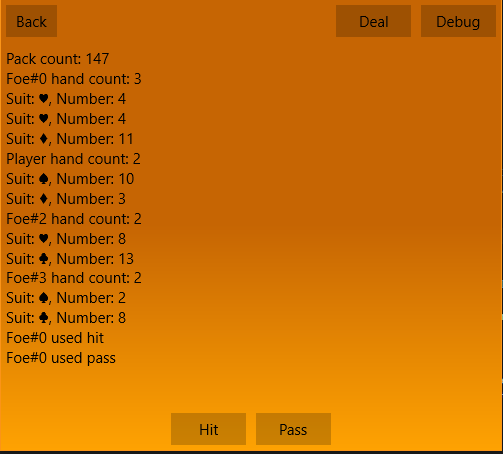 Back
Deal
Debug
Pack count: 147
Foe#0 hand count: 3
Suit: ♥, Number: 4
Suit: ♥, Number: 4
Suit: ♦, Number: 11
Player hand count: 2
Suit: ♠, Number: 10
Suit: ♦, Number: 3
Foe#2 hand count: 2
Suit: ♥, Number: 8
Suit: ♣, Number: 13
Foe#3 hand count: 2
Suit: ♠, Number: 2
Suit: ♣, Number: 8
Foe#0 used hit
Foe#0 used pass
Hit
Pass